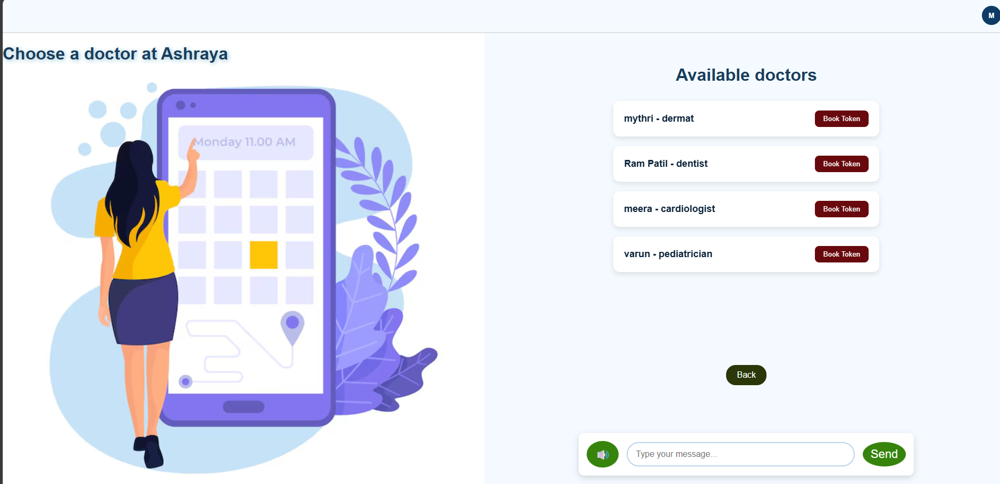 M
Choose a doctor at Ashraya
Monday 11.00 AM
Available doctors
mythri - dermat
Book Token
Ram Patil - dentist
Book Token
meera - cardiologist
Book Token
varun - pediatrician
Book Token
Back
Type your message...
Send